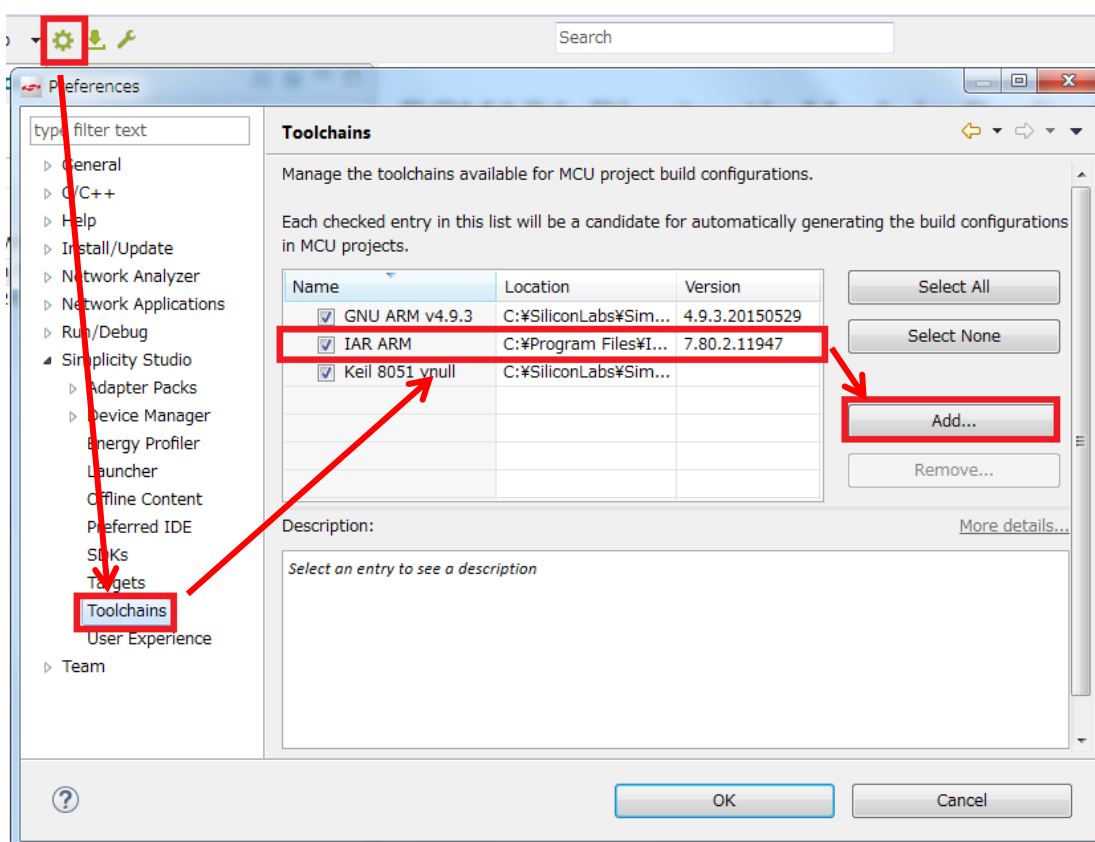 Search
Preferences
type filter text
General
C/C++
Help
Install/Update
Network Analyzer
Network Applications
Run/Debug
Simplicity Studio
Adapter Packs
Device Manager
Energy Profiler
Launcher
Offline Content
Preferred IDE
SDKs
Targets
Toolchains
User Experience
Team
Toolchains
Manage the toolchains available for MCU project build configurations.
Each checked entry in this list will be a candidate for automatically generating the build configurations
in MCU projects.
Name Location Version
GNU ARM v4.9.3 C:¥SiliconLabs¥Sim... 4.9.3.20150529
IAR ARM C:¥Program Files¥I... 7.80.2.11947
Keil 8051 vnull C:¥SiliconLabs¥Sim...
Select All
Select None
Add...
Remove...
Description:
More details...
Select an entry to see a description
OK
Cancel